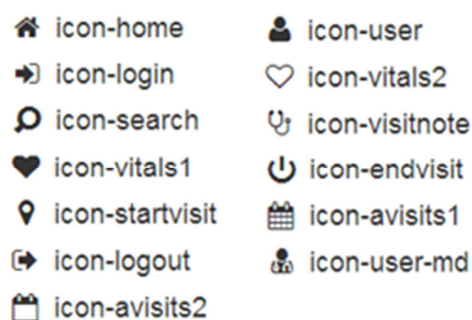 icon-home
icon-login
icon-search
icon-vitals1
icon-startvisit
icon-logout
icon-avisits2
icon-user
icon-vitals2
icon-visitnote
icon-endvisit
icon-avisits1
icon-user-md